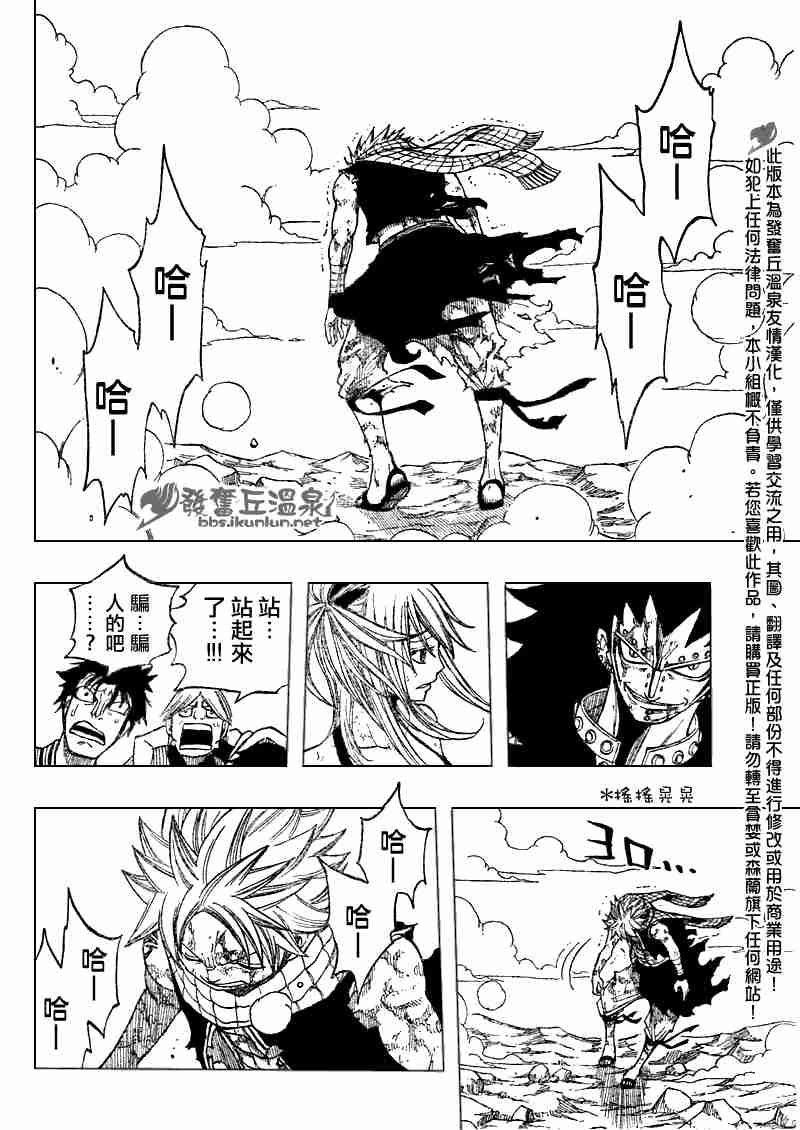 哈—
哈—
哈—
哈—
發奮丘溫泉
bbs.ikunlun.net
此版本為發奮丘溫泉友情漢化，僅供學習交流之用，其圖、翻譯及任何部份不得進行修改或用於商業用途！
如犯上任何法律問題，本小組概不負責。若您喜歡此作品，請購買正版！請勿轉至貪婪或森蘭旗下任何網站！
站…
站起來
了…!!!
騙…騙
人的吧
……?
*搖搖晃晃
ヨロ…
哈—
哈—
哈—